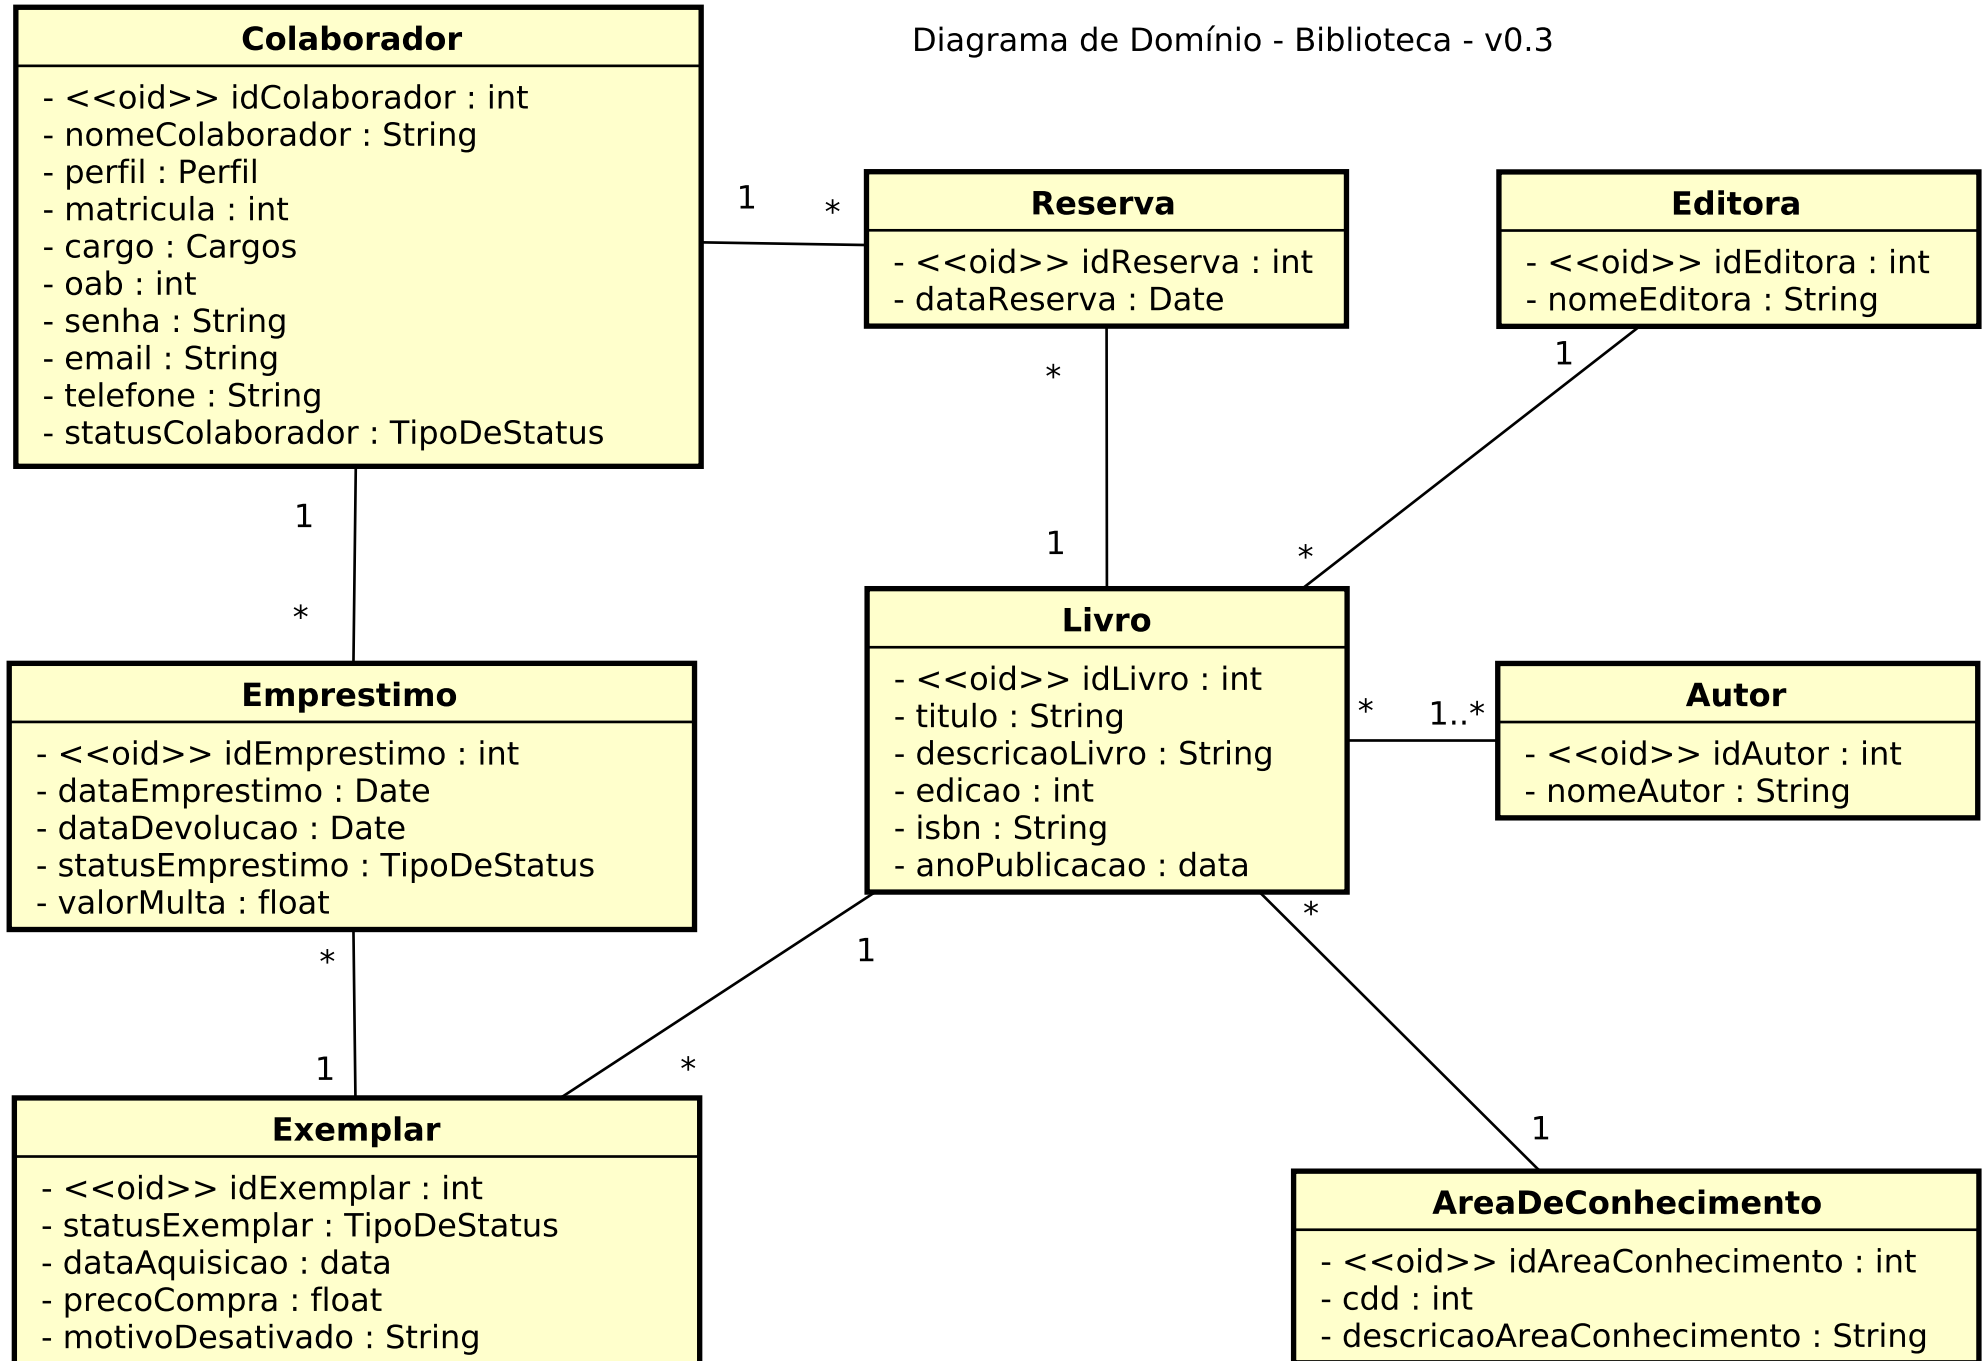 Diagrama de Domínio - Biblioteca - v0.3
Colaborador
- <<oid>> idColaborador : int
- nomeColaborador : String
- perfil : Perfil
- matricula : int
- cargo : Cargos
- oab : int
- senha : String
- email : String
- telefone : String
- statusColaborador : TipoDeStatus
1
*
Reserva
- <<oid>> idReserva : int
- dataReserva : Date
Editora
- <<oid>> idEditora : int
- nomeEditora : String
*
1
1
*
1
*
1
*
Emprestimo
- <<oid>> idEmprestimo : int
- dataEmprestimo : Date
- dataDevolucao : Date
- statusEmprestimo : TipoDeStatus
- valorMulta : float
Livro
- <<oid>> idLivro : int
- titulo : String
- descricaoLivro : String
- edicao : int
- isbn : String
- anoPublicacao : data
*
1..*
Autor
- <<oid>> idAutor : int
- nomeAutor : String
*
1
1
*
*
1
Exemplar
- <<oid>> idExemplar : int
- statusExemplar : TipoDeStatus
- dataAquisicao : data
- precoCompra : float
- motivoDesativado : String
AreaDeConhecimento
- <<oid>> idAreaConhecimento : int
- cdd : int
- descricaoAreaConhecimento : String